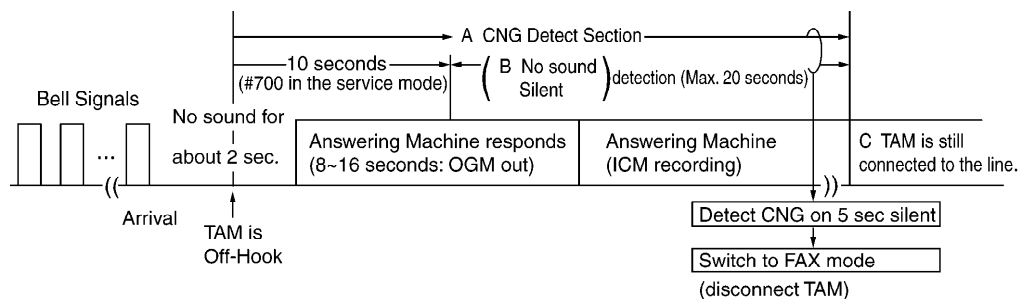 A CNG Detect Section
10 seconds
(#700 in the service mode)
( B No sound
Silent )
detection (Max. 20 seconds)
Bell Signals
No sound for
about 2 sec.
...
Answering Machine responds
(8~16 seconds: OGM out)
Answering Machine
(ICM recording)
C TAM is still
connected to the line.
((
))
Arrival
TAM is
Off-Hook
Detect CNG on 5 sec silent
Switch to FAX mode
(disconnect TAM)